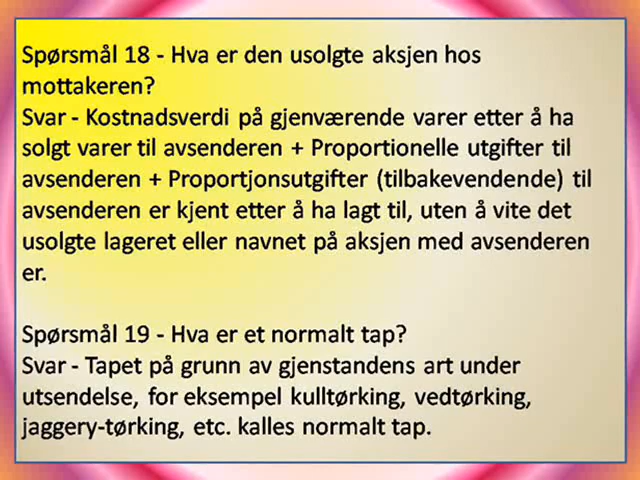 Spørsmål 18 - Hva er den usolgte aksjen hos
mottakeren?
Svar - Kostnadsverdi på gjenværende varer etter å ha
solgt varer til avsenderen + Proportionelle utgifter til
avsenderen + Proportjonsutgifter (tilbakevendende) til
avsenderen er kjent etter å ha lagt til, uten å vite det
usolgte lageret eller navnet på aksjen med avsenderen
er.
Spørsmål 19 - Hva er et normalt tap?
Svar - Tapet på grunn av gjenstandens art under
utsendelse, for eksempel kulltørking, vedtørking,
jaggery-tørking, etc. kalles normalt tap.